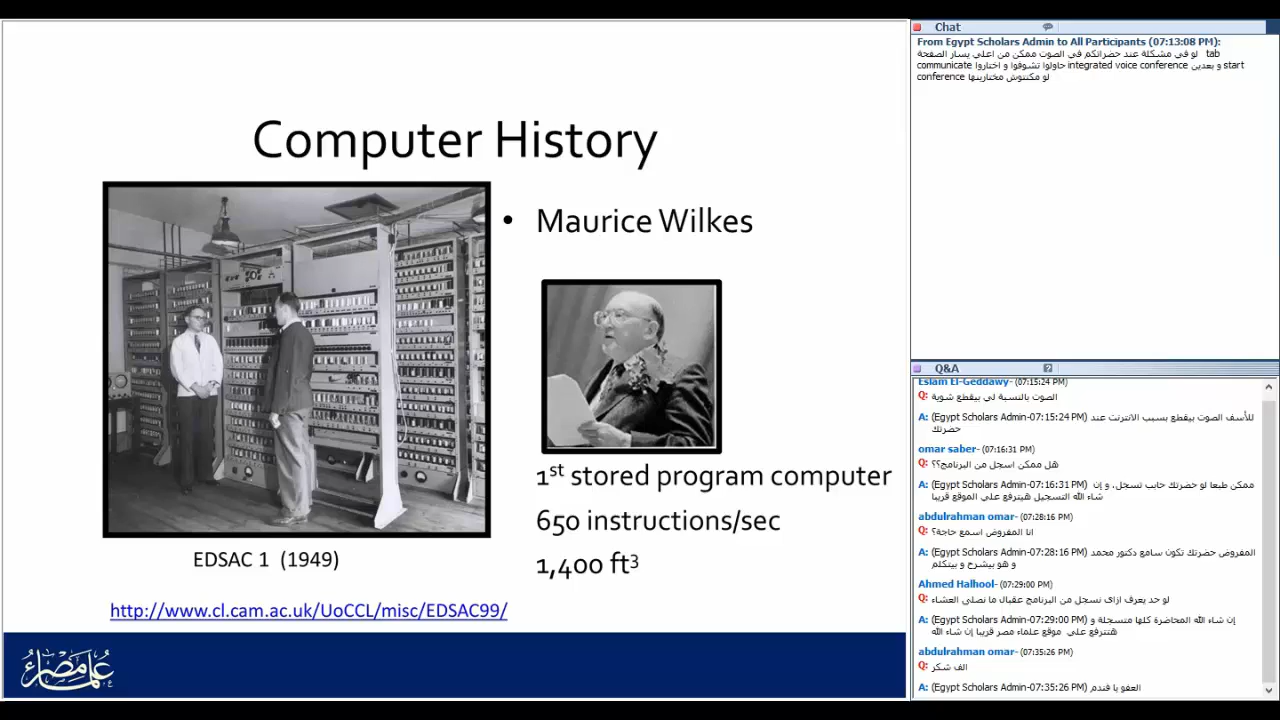 Computer History
• Maurice Wilkes
1st stored program computer
650 instructions/sec
1,400 ft3
EDSAC 1 (1949)
http://www.cl.cam.ac.uk/UoCCL/misc/EDSAC99/
علماء مصر
Chat
From Egypt Scholars Admin to All Participants (07:13:08 PM):
لو في مشكلة عند حضراتكم في الصوت ممكن من اعلي يسار الصفحة tab
communicate حاولوا تشوفوا و اختاروا integrated voice conference و بعدين start
conference لو مكنتوش مختارينها
Q&A
Eslam El-Geddawy- (07:15:24 PM)
Q: الصوت بالنسبة لي بيقطع شوية
A: (Egypt Scholars Admin-07:15:24 PM) للأسف الصوت بيقطع بسبب الانترنت عند
حضرتك
omar saber- (07:16:31 PM)
Q: هل ممكن اسجل من البرنامج؟؟
A: (Egypt Scholars Admin-07:16:31 PM) ممكن طبعا لو حضرتك حابب تسجل، و إن
شاء الله التسجيل هيترفع علي الموقع قريبا
abdulrahman omar- (07:28:16 PM)
Q: انا المفروض اسمع حاجة؟
A: (Egypt Scholars Admin-07:28:16 PM) المفروض حضرتك تكون سامع دكتور محمد
و هو بيشرح و بيتكلم
Ahmed Halhool- (07:29:00 PM)
Q: لو حد يعرف ازاى نسجل من البرنامج عقبال ما نصلى العشاء
A: (Egypt Scholars Admin-07:29:00 PM) إن شاء الله المحاضرة كلها متسجلة و
هتترفع علي موقع علماء مصر قريبا إن شاء الله
abdulrahman omar- (07:35:26 PM)
Q: الف شكر
A: (Egypt Scholars Admin-07:35:26 PM) العفو يا فندم